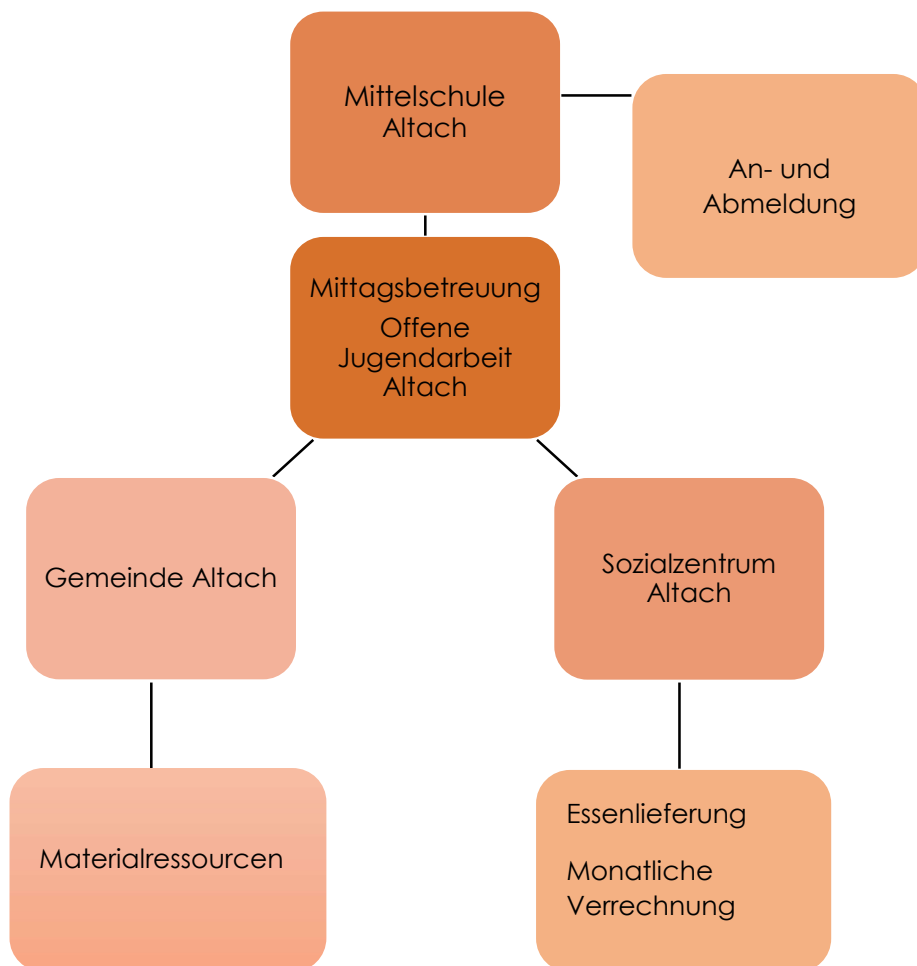 Mittelschule
Altach
An- und
Abmeldung
Mittagsbetreuung
Offene
Jugendarbeit
Altach
Gemeinde Altach
Sozialzentrum
Altach
Materialressourcen
Essenlieferung
Monatliche
Verrechnung